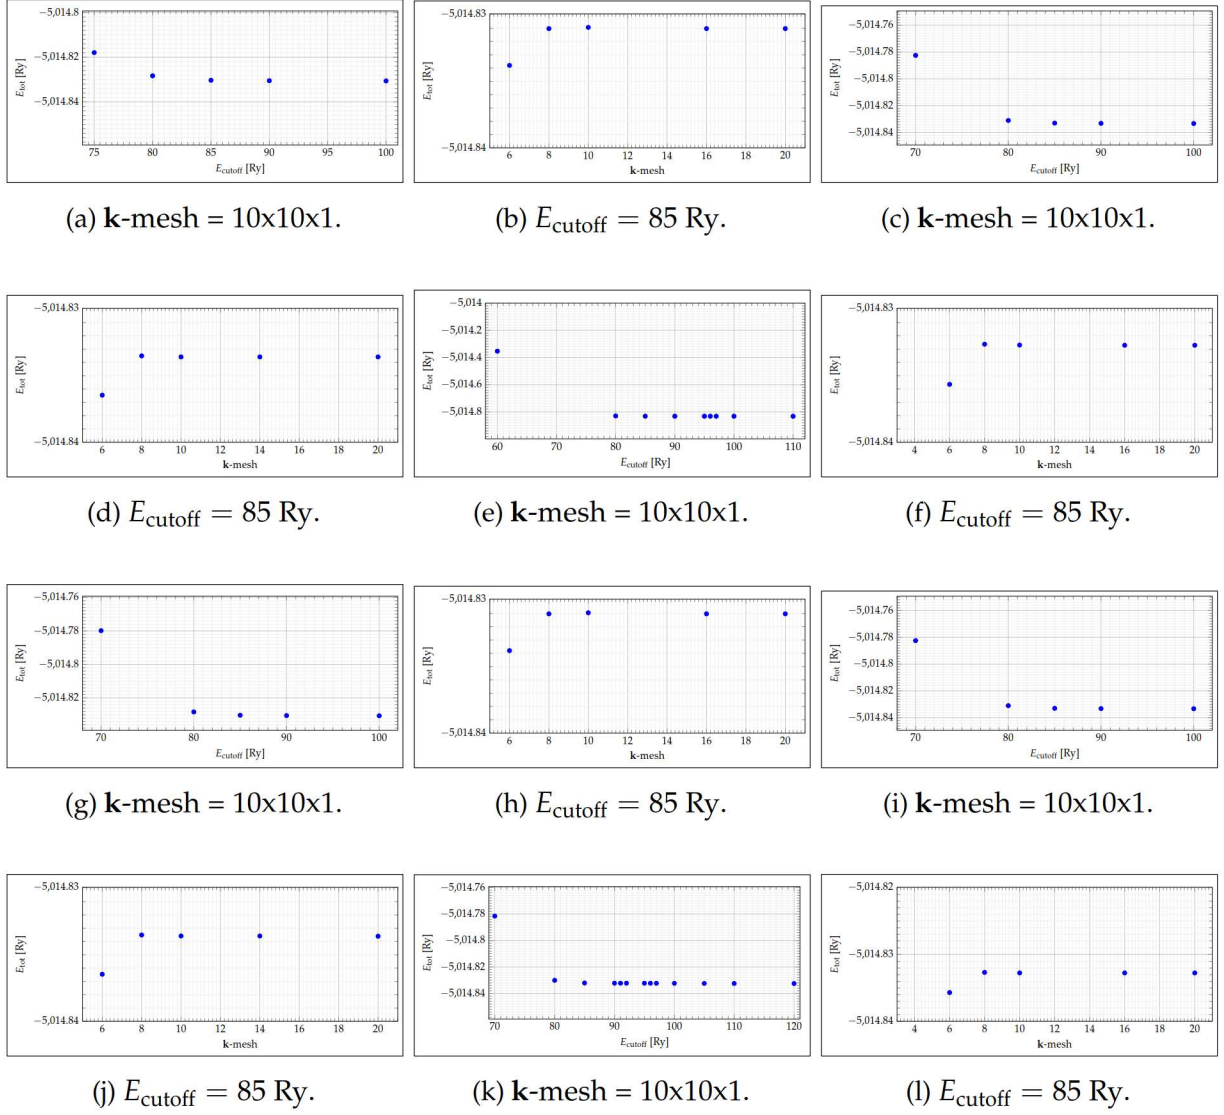 −5,014.8
−5,014.82
−5,014.84
E_tot [Ry]
75 80 85 90 95 100
E_cutoff [Ry]
−5,014.83
−5,014.84
E_tot [Ry]
6 8 10 12 14 16 18 20
k-mesh
−5,014.76
−5,014.78
−5,014.8
−5,014.82
−5,014.84
E_tot [Ry]
70 80 90 100
E_cutoff [Ry]
(a) k-mesh = 10x10x1.
(b) E_cutoff = 85 Ry.
(c) k-mesh = 10x10x1.
−5,014.83
−5,014.84
E_tot [Ry]
6 8 10 12 14 16 18 20
k-mesh
−5,014
−5,014.2
−5,014.4
−5,014.6
−5,014.8
E_tot [Ry]
60 70 80 90 100 110
E_cutoff [Ry]
−5,014.83
−5,014.84
E_tot [Ry]
4 6 8 10 12 14 16 18 20
k-mesh
(d) E_cutoff = 85 Ry.
(e) k-mesh = 10x10x1.
(f) E_cutoff = 85 Ry.
−5,014.76
−5,014.78
−5,014.8
−5,014.82
E_tot [Ry]
70 80 90 100
E_cutoff [Ry]
−5,014.83
−5,014.84
E_tot [Ry]
6 8 10 12 14 16 18 20
k-mesh
−5,014.76
−5,014.78
−5,014.8
−5,014.82
−5,014.84
E_tot [Ry]
70 80 90 100
E_cutoff [Ry]
(g) k-mesh = 10x10x1.
(h) E_cutoff = 85 Ry.
(i) k-mesh = 10x10x1.
−5,014.83
−5,014.84
E_tot [Ry]
6 8 10 12 14 16 18 20
k-mesh
−5,014.76
−5,014.78
−5,014.8
−5,014.82
−5,014.84
E_tot [Ry]
70 80 90 100 110 120
E_cutoff [Ry]
−5,014.82
−5,014.83
−5,014.84
E_tot [Ry]
4 6 8 10 12 14 16 18 20
k-mesh
(j) E_cutoff = 85 Ry.
(k) k-mesh = 10x10x1.
(l) E_cutoff = 85 Ry.